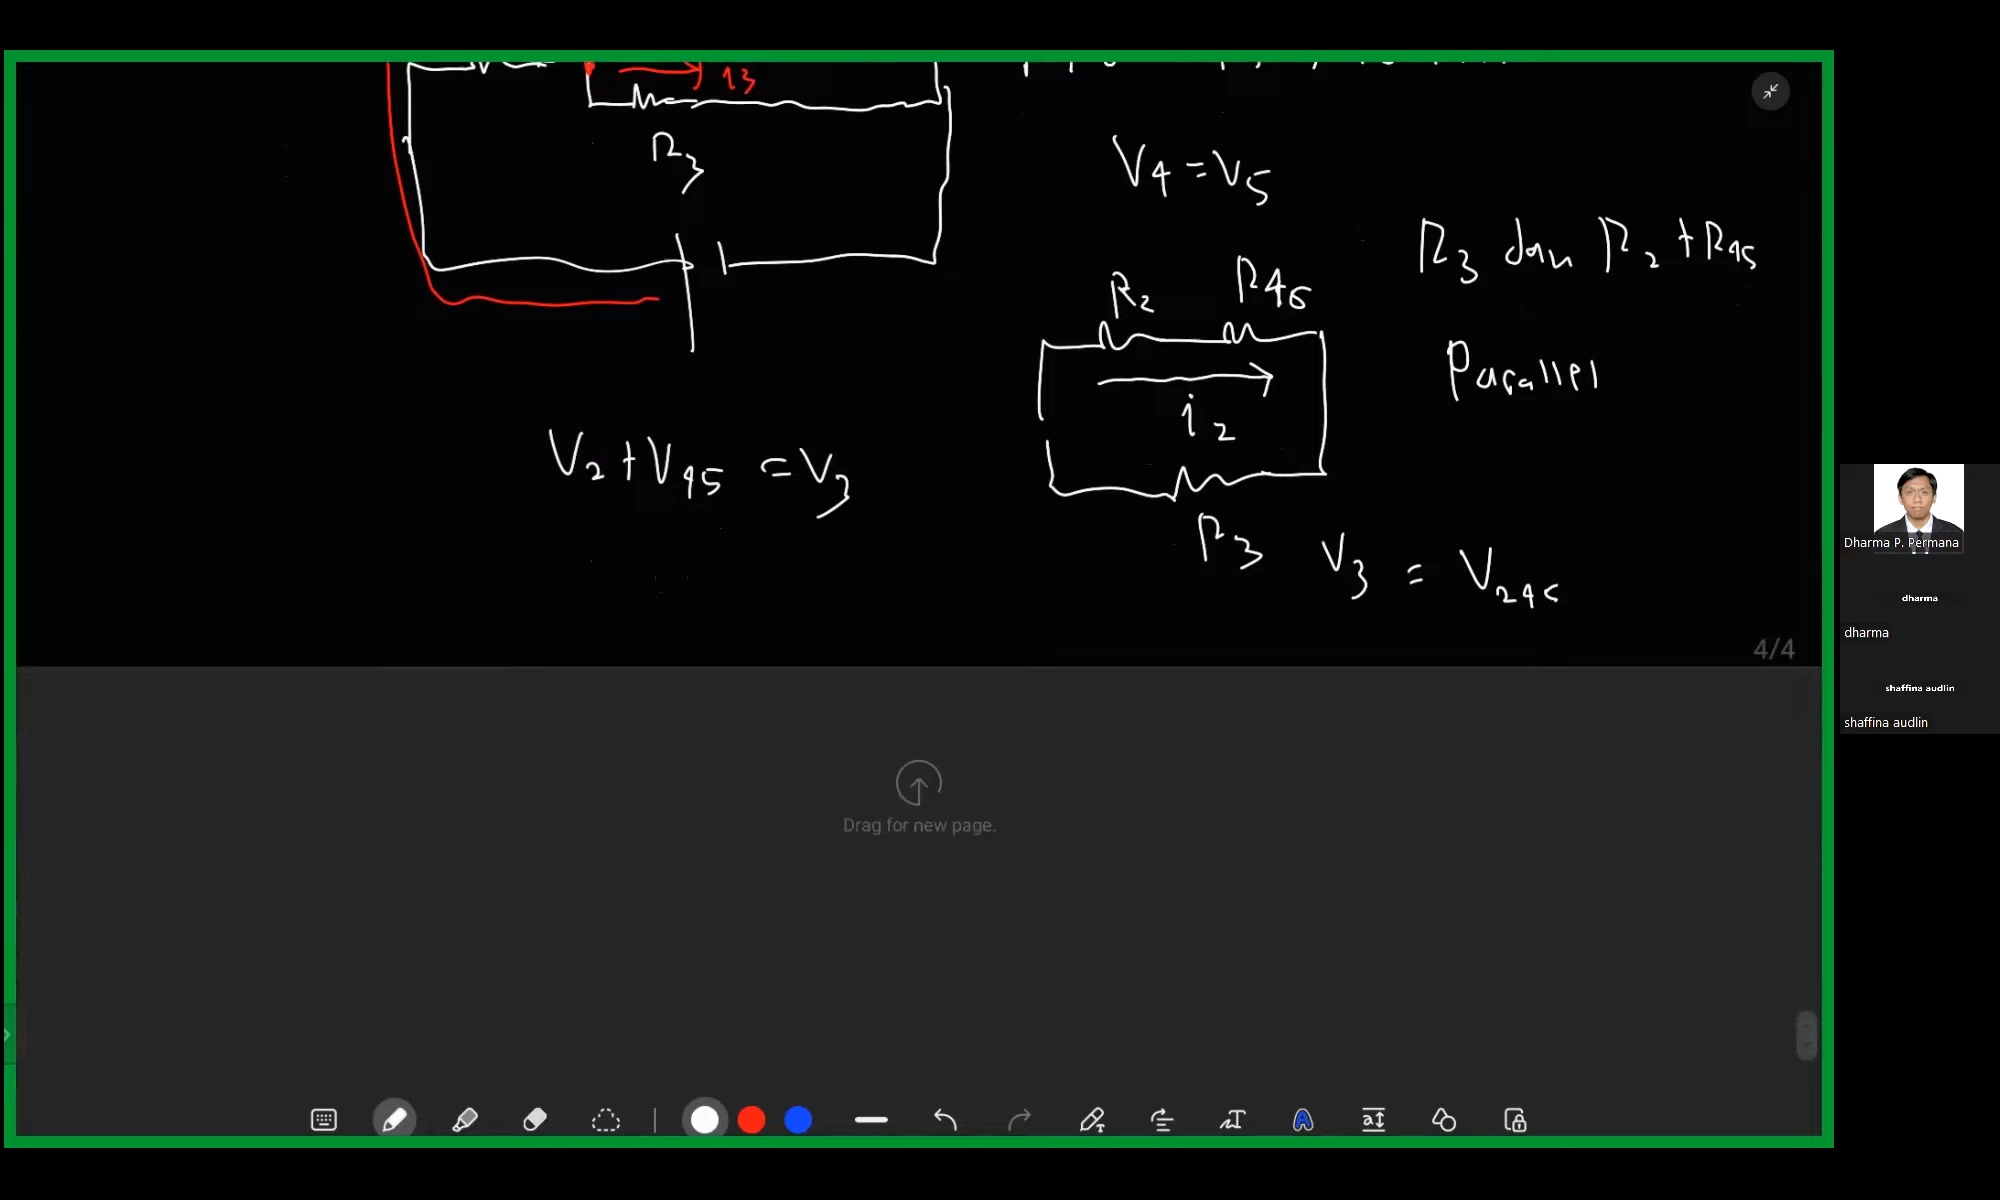 i3
R3
V4 = V5
R3 dan R2 + R45
R2 R45
Parallel
i2
V2 + V45 = V3
R3
V3 = V245
4/4
Drag for new page.
Dharma P. Permana
dharma
dharma
shaffina audlin
shaffina audlin